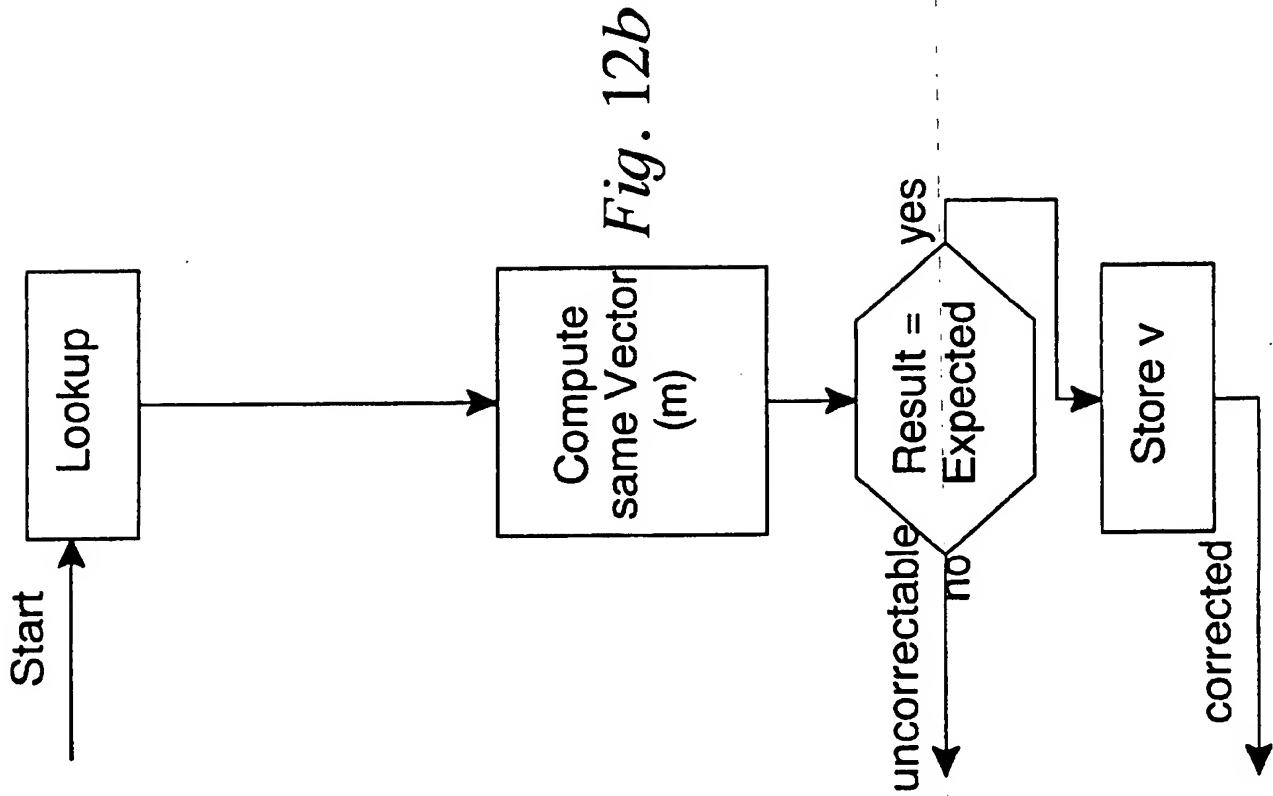 Start
Lookup
Compute
same Vector
(m)
Fig. 12b
Result =
Expected
yes
uncorrectable
no
Store v
corrected